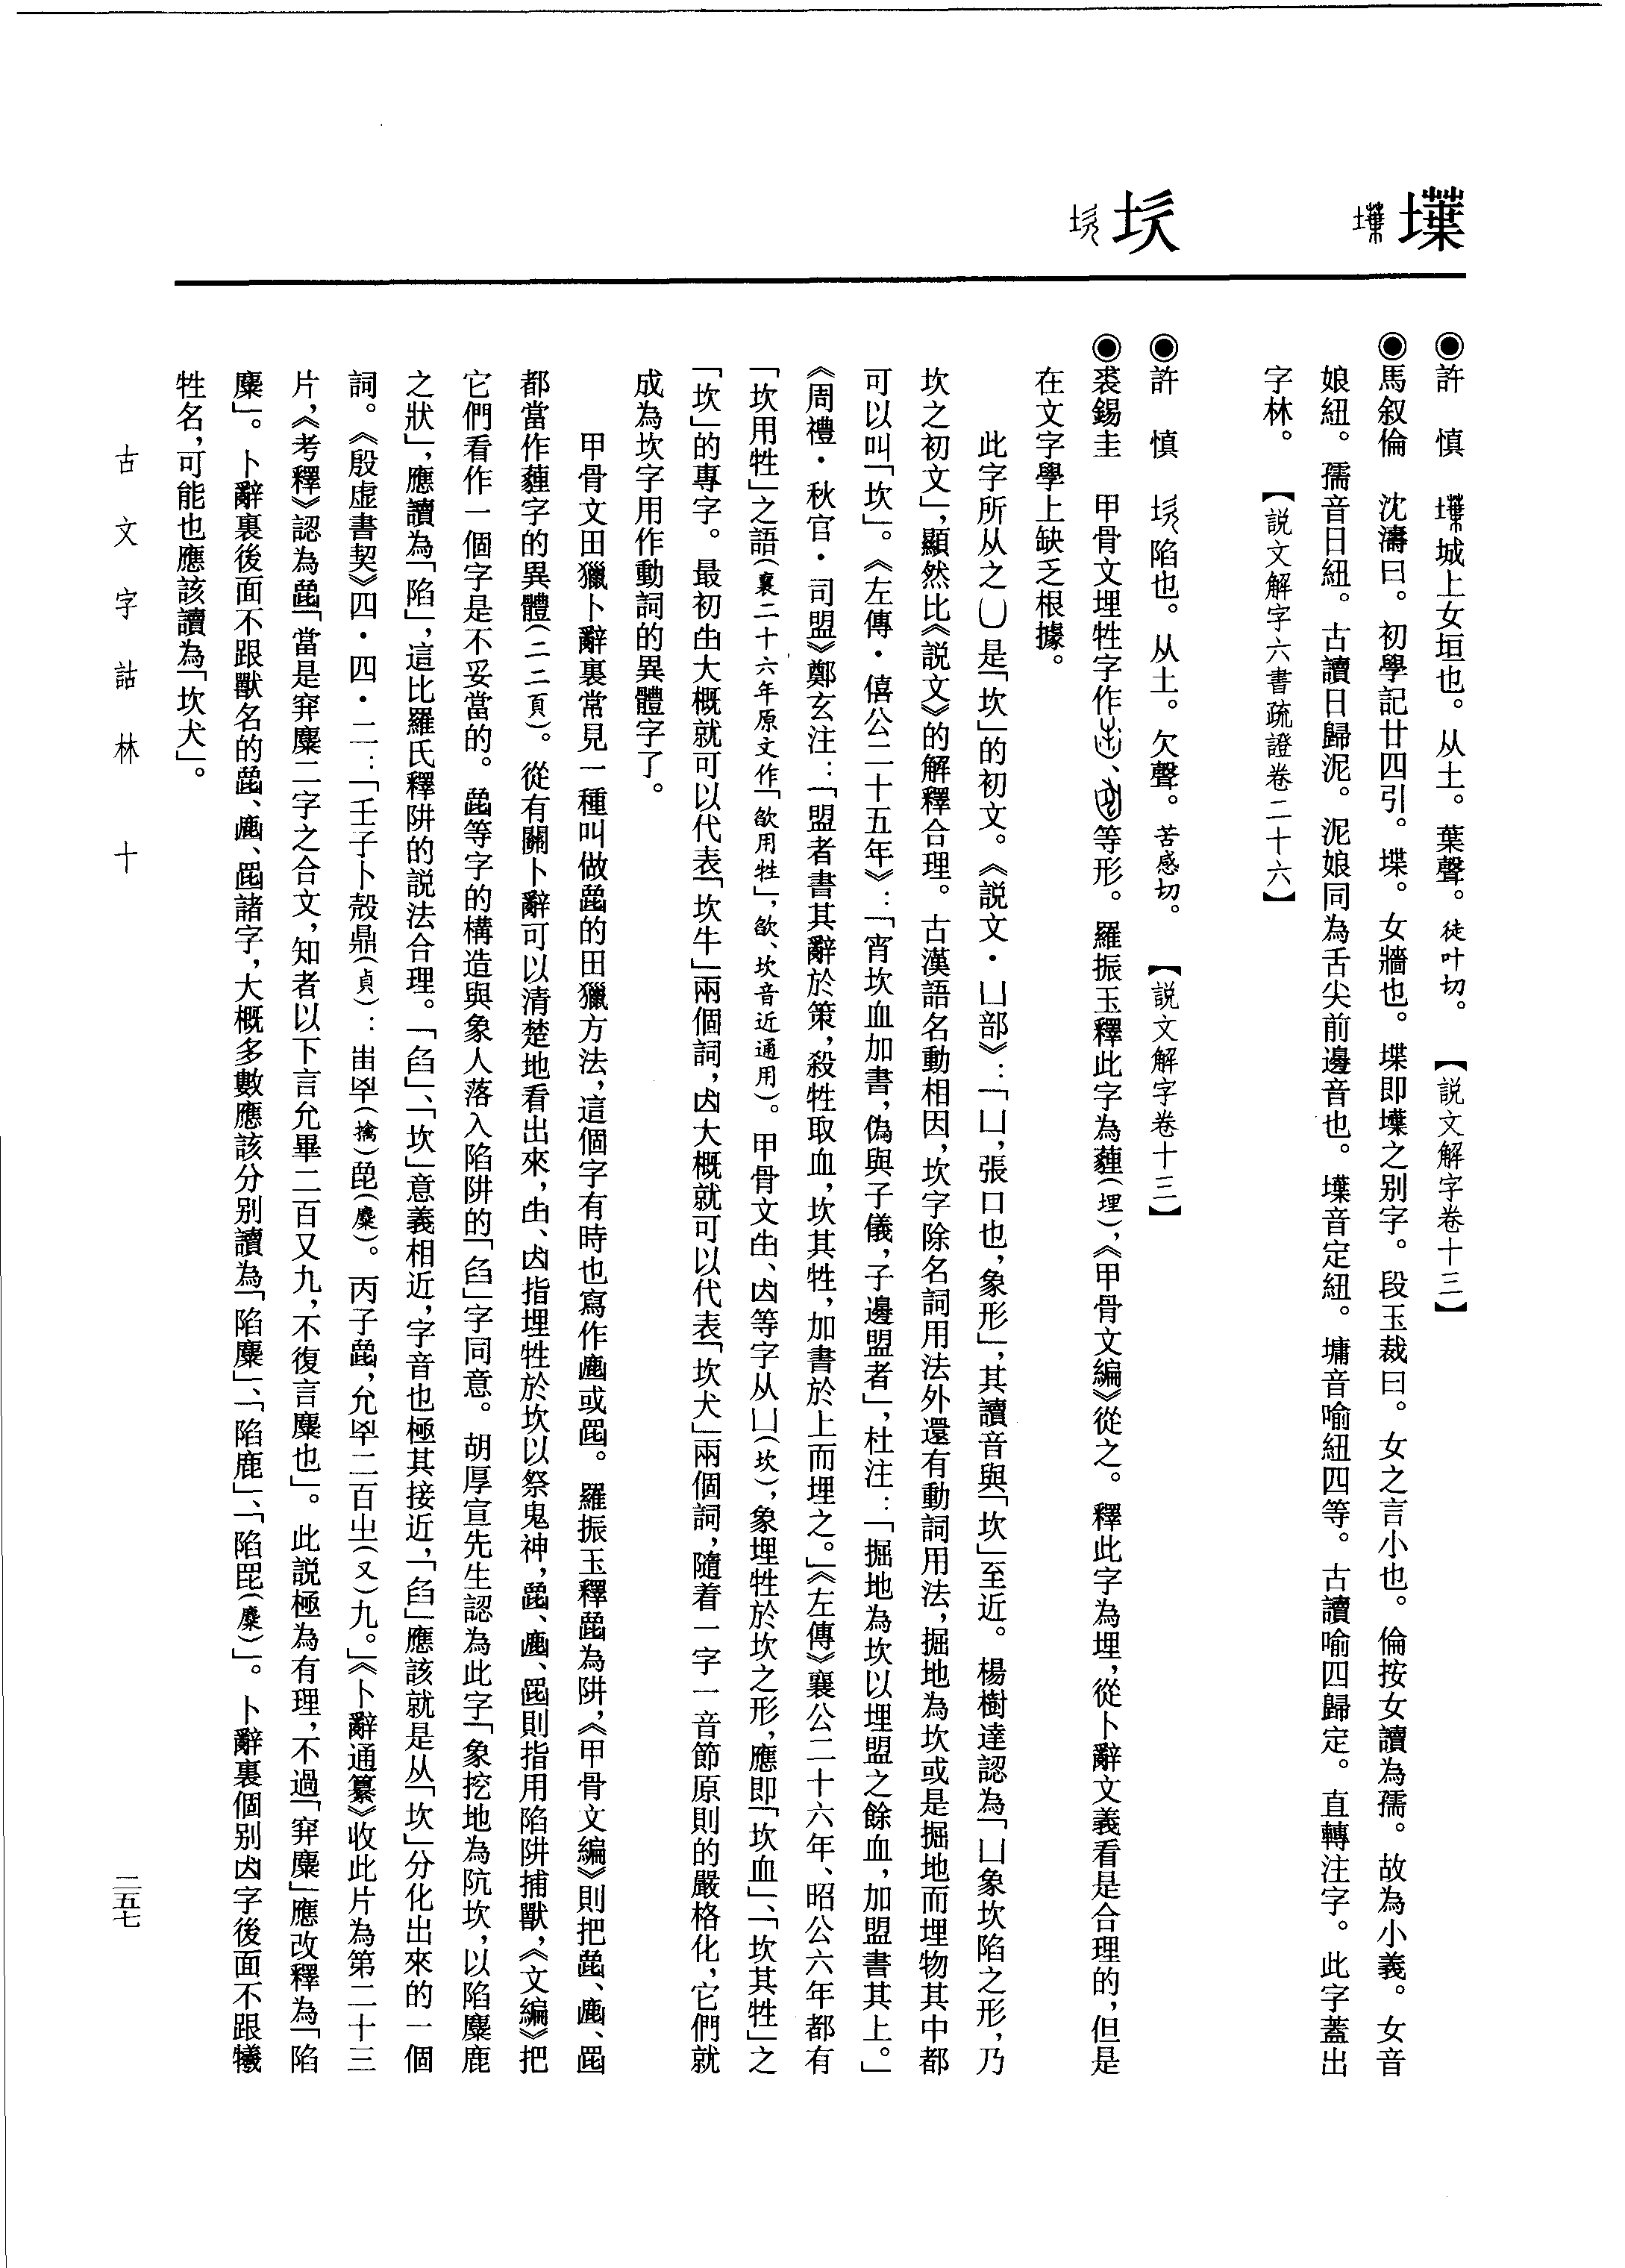 㙪
坎
◉許　慎　城上女垣也。从土。葉聲。徒叶切。【説文解字卷十三】
◉馬叙倫　沈濤曰。初學記廿四引。堞。女牆也。堞即㙪之別字。段玉裁曰。女之言小也。倫按女讀為孺。故為小義。女音
娘紐。孺音日紐。古讀日歸泥。泥娘同為舌尖前邊音也。㙪音定紐。墉音喻紐四等。古讀喻四歸定。直轉注字。此字蓋出
字林。【説文解字六書疏證卷二十六】
◉許　慎　陷也。从土。欠聲。苦感切。【説文解字卷十三】
◉裘錫圭　甲骨文埋牲字作、等形。羅振玉釋此字為薶(埋),《甲骨文編》從之。釋此字為埋,從卜辭文義看是合理的,但是
在文字學上缺乏根據。
此字所从之凵是「坎」的初文。《説文·凵部》:「凵,張口也,象形」,其讀音與「坎」至近。楊樹達認為「凵象坎陷之形,乃
坎之初文」,顯然比《説文》的解釋合理。古漢語名動相因,坎字除名詞用法外還有動詞用法,掘地為坎或是掘地而埋物其中都
可以叫「坎」。《左傳·僖公二十五年》:「宵坎血加書,偽與子儀,子邊盟者」,杜注:「掘地為坎以埋盟之餘血,加盟書其上。」
《周禮·秋官·司盟》鄭玄注:「盟者書其辭於策,殺牲取血,坎其牲,加書於上而埋之。」《左傳》襄公二十六年、昭公六年都有
「坎用牲」之語(襄二十六年原文作「欿用牲」,欿、坎音近通用)。甲骨文、等字从凵(坎),象埋牲於坎之形,應即「坎血」、「坎其牲」之
「坎」的專字。最初大概就可以代表「坎牛」兩個詞,大概就可以代表「坎犬」兩個詞,隨着一字一音節原則的嚴格化,它們就
成為坎字用作動詞的異體字了。
甲骨文田獵卜辭裏常見一種叫做的田獵方法,這個字有時也寫作或。羅振玉釋為阱,《甲骨文編》則把、、
都當作薶字的異體(二二頁)。從有關卜辭可以清楚地看出來,、指埋牲於坎以祭鬼神,、、則指用陷阱捕獸,《文編》把
它們看作一個字是不妥當的。等字的構造與象人落入陷阱的「臽」字同意。胡厚宣先生認為此字「象挖地為阬坎,以陷麋鹿
之狀」,應讀為「陷」,這比羅氏釋阱的説法合理。「臽」、「坎」意義相近,字音也極其接近,「臽」應該就是从「坎」分化出來的一個
詞。《殷虛書契》四·四·二:「壬子卜㱿鼎(貞):(擒)(麋)。丙子,允二百㞢(又)九。」《卜辭通纂》收此片為第二十三
片,《考釋》認為「當是穽麋二字之合文,知者以下言允畢二百又九,不復言麋也」。此説極為有理,不過「穽麋」應改釋為「陷
麋」。卜辭裏後面不跟獸名的、、諸字,大概多數應該分别讀為「陷麋」、「陷鹿」、「陷(麇)」。卜辭裏個别字後面不跟犧
牲名,可能也應該讀為「坎犬」。
古文字詁林　十
二五七